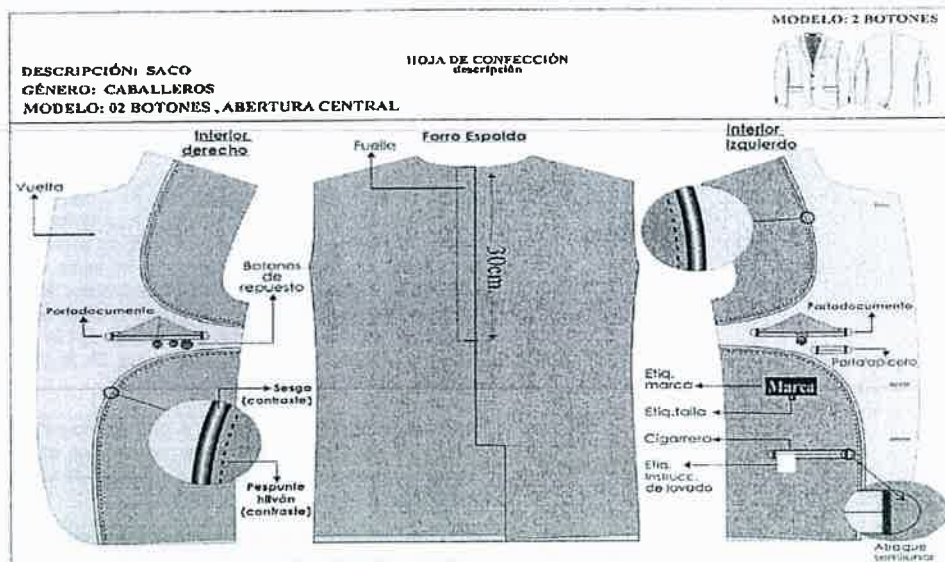 MODELO: 2 BOTONES
HOJA DE CONFECCIÓN
descripción
DESCRIPCIÓN: SACO
GÉNERO: CABALLEROS
MODELO: 02 BOTONES , ABERTURA CENTRAL
Interior
derecho
Forro Espalda
Interior
Izquierdo
Fuelle
Vuelta
30cm
Botones
de
repuesto
Portadocumento
Portadocumento
Portalapicero
Etiq.
marca
Marca
Sesgo
(contraste)
Etiq.talla
Cigarrera
Etiq.
Instrucc.
de lavado
Pespunte
hilván
(contraste)
Atraque
semilunar